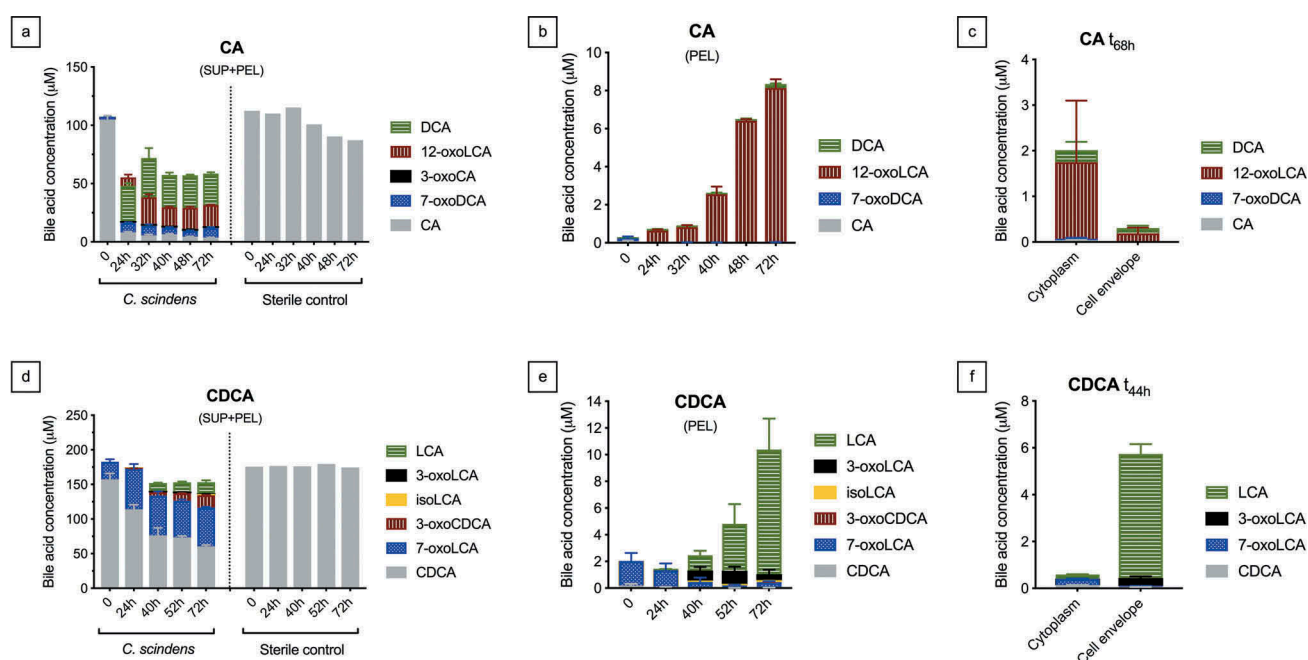 a
CA
(SUP+PEL)
Bile acid concentration (µM)
150
100
50
0
0
24h
32h
40h
48h
72h
0
24h
32h
40h
48h
72h
C. scindens
Sterile control
DCA
12-oxoLCA
3-oxoCA
7-oxoDCA
CA
b
CA
(PEL)
Bile acid concentration (µM)
10
8
6
4
2
0
0
24h
32h
40h
48h
72h
DCA
12-oxoLCA
7-oxoDCA
CA
c
CA t68h
Bile acid concentration (µM)
4
3
2
1
0
Cytoplasm
Cell envelope
DCA
12-oxoLCA
7-oxoDCA
CA
d
CDCA
(SUP+PEL)
Bile acid concentration (µM)
250
200
150
100
50
0
0
24h
40h
52h
72h
0
24h
40h
52h
72h
C. scindens
Sterile control
LCA
3-oxoLCA
isoLCA
3-oxoCDCA
7-oxoLCA
CDCA
e
CDCA
(PEL)
Bile acid concentration (µM)
14
12
10
8
6
4
2
0
0
24h
40h
52h
72h
LCA
3-oxoLCA
isoLCA
3-oxoCDCA
7-oxoLCA
CDCA
f
CDCA t44h
Bile acid concentration (µM)
8
6
4
2
0
Cytoplasm
Cell envelope
LCA
3-oxoLCA
7-oxoLCA
CDCA